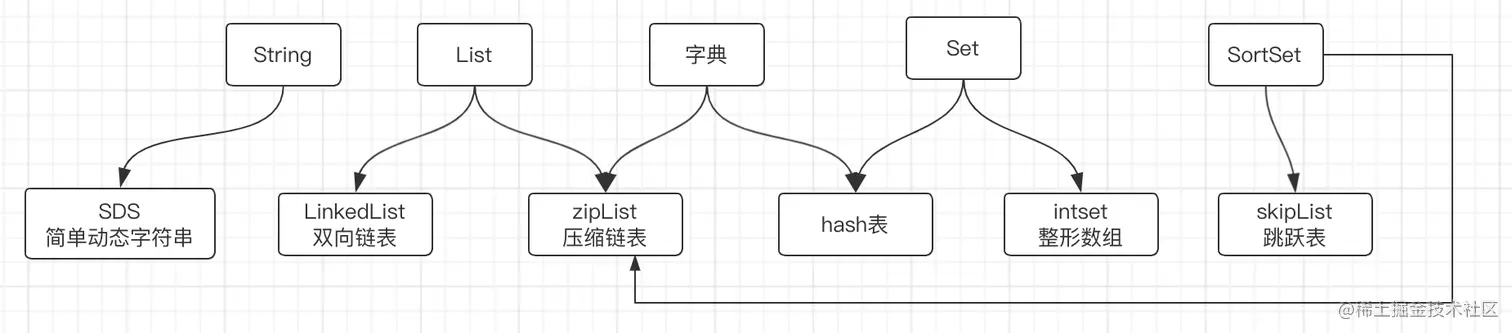 String
List
字典
Set
SortSet
SDS
简单动态字符串
LinkedList
双向链表
zipList
压缩链表
hash表
intset
整形数组
skipList
跳跃表
@稀土掘金技术社区